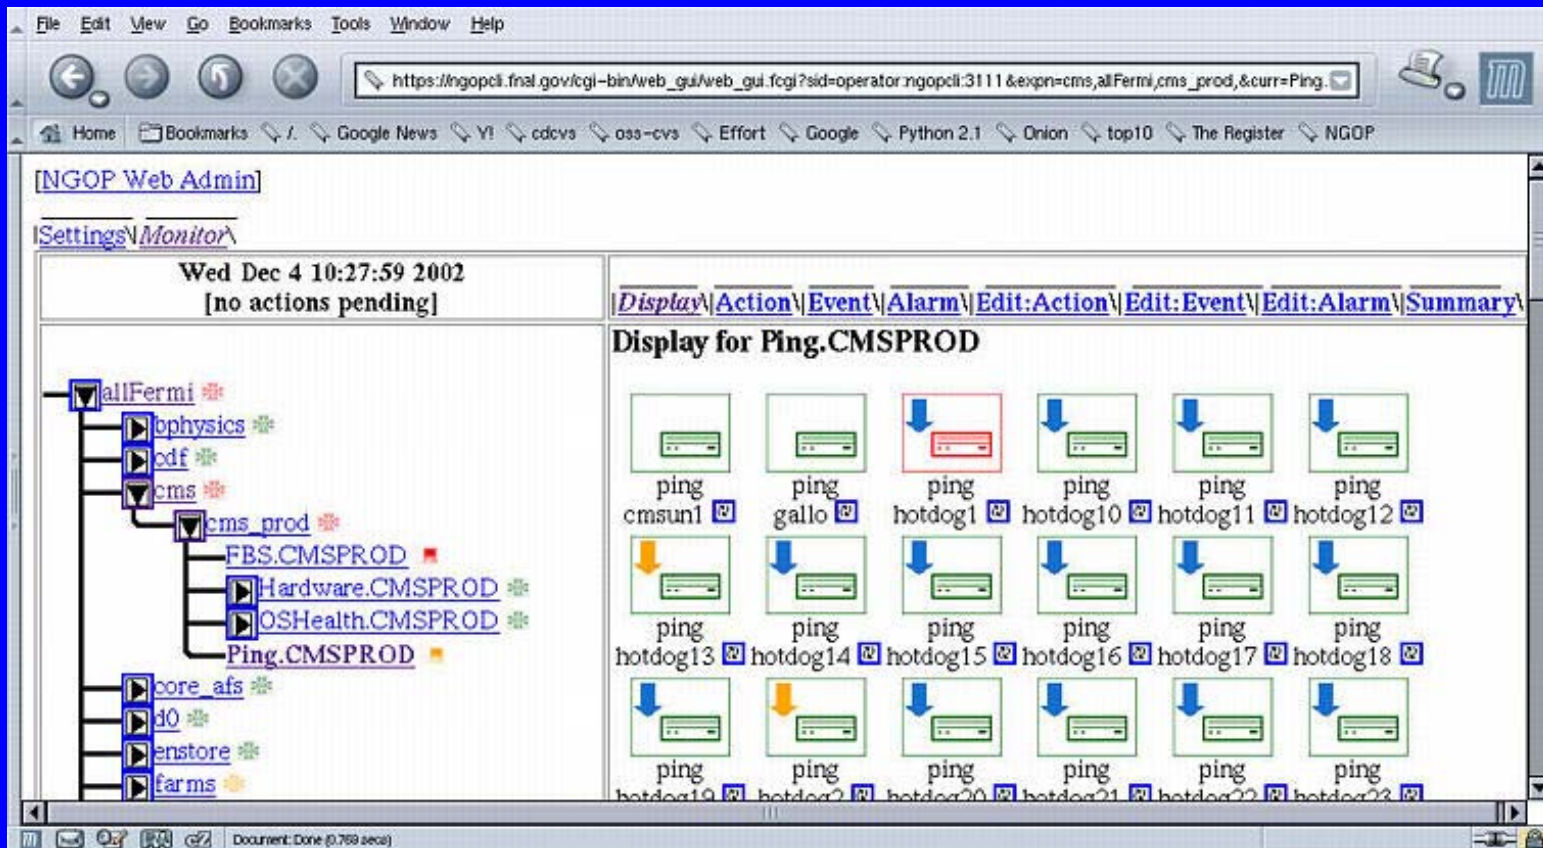 File Edit View Go Bookmarks Tools Window Help
https://ngopcli.fnal.gov/cgi-bin/web_gui/web_gui.fcgi?sid=operator:ngopcli:3111&expn=cms,allFermi,cms_prod,&curr=Ping.
Home Bookmarks /. Google News Y! cdcvs oss-cvs Effort Google Python 2.1 Onion top10 The Register NGOP
[NGOP Web Admin]
|Settings\|Monitor\
Wed Dec 4 10:27:59 2002
[no actions pending]
|Display\|Action\|Event\|Alarm\|Edit:Action\|Edit:Event\|Edit:Alarm\|Summary\
Display for Ping.CMSPROD
allFermi
bphysics
cdf
cms
cms_prod
FBS.CMSPROD
Hardware.CMSPROD
OSHealth.CMSPROD
Ping.CMSPROD
core_afs
d0
enstore
farms
ping ping ping ping ping ping
cmsun1 gallo hotdog1 hotdog10 hotdog11 hotdog12
ping ping ping ping ping ping
hotdog13 hotdog14 hotdog15 hotdog16 hotdog17 hotdog18
ping ping ping ping ping ping
hotdog19 hotdog2 hotdog20 hotdog21 hotdog22 hotdog23
Document: Done (0.769 secs)